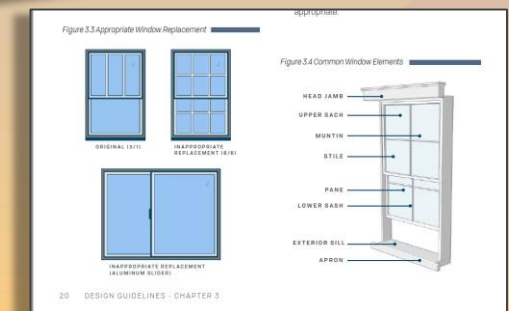 appropriate.
Figure 3.3 Appropriate Window Replacement
ORIGINAL (3/1)
INAPPROPRIATE
REPLACEMENT (6/6)
INAPPROPRIATE REPLACEMENT
(ALUMINUM SLIDER)
20 DESIGN GUIDELINES - CHAPTER 3
Figure 3.4 Common Window Elements
HEAD JAMB
UPPER SACH
MUNTIN
STILE
PANE
LOWER SASH
EXTERIOR SILL
APRON